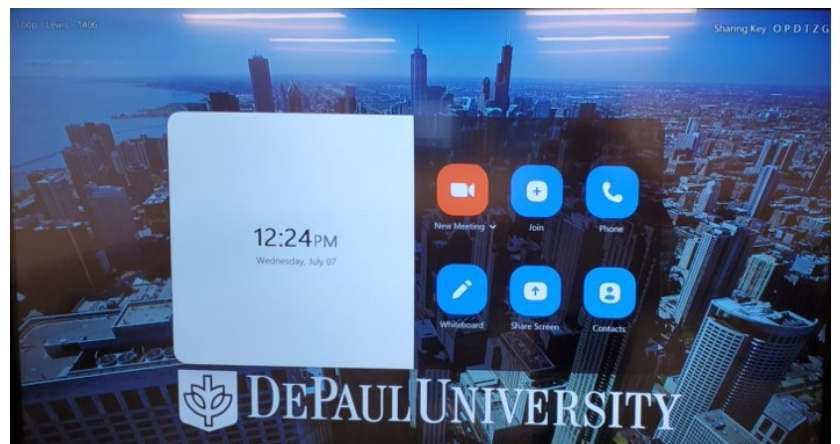 Loop - Lewis - 1406
Sharing Key O P D T Z G
12:24PM
Wednesday, July 07
New Meeting
Join
Phone
Whiteboard
Share Screen
Contacts
DEPAUL UNIVERSITY